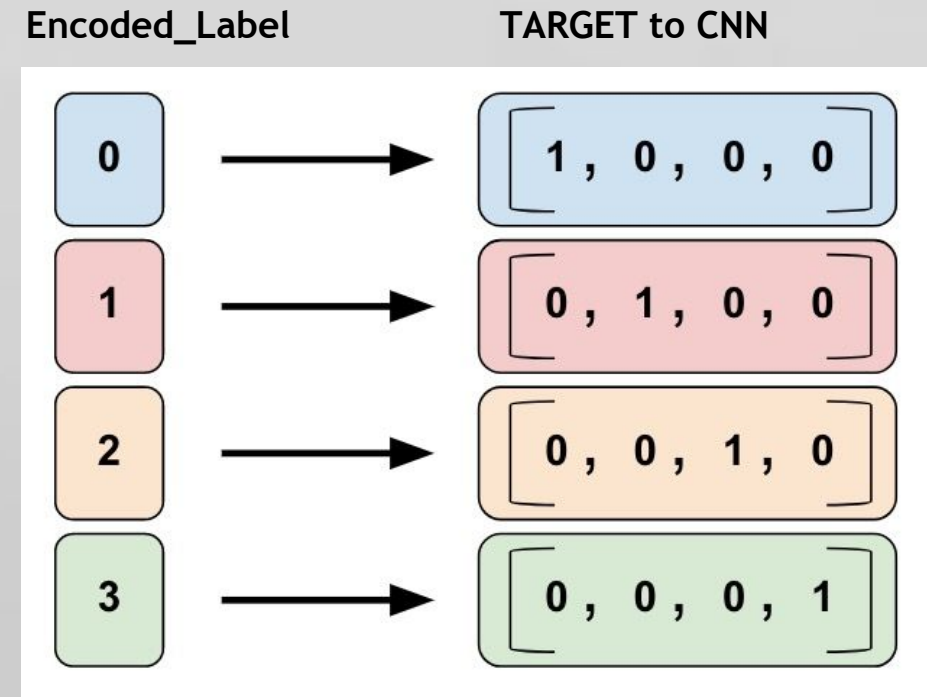 Encoded_Label TARGET to CNN
0 [1, 0, 0, 0]
1 [0, 1, 0, 0]
2 [0, 0, 1, 0]
3 [0, 0, 0, 1]